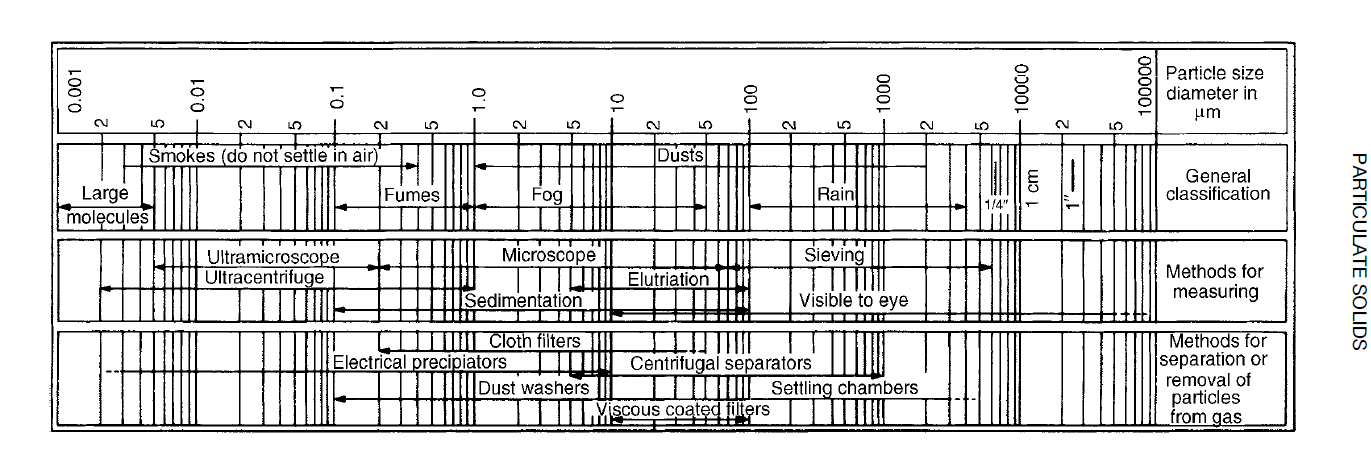 0.001
2
5
0.01
2
5
0.1
2
5
1.0
2
5
10
2
5
100
2
5
1000
2
5
10000
2
5
100000
Particle size
diameter in
μm
Smokes (do not settle in air)
Dusts
Large
molecules
Fumes
Fog
Rain
1/4"
1 cm
1"
General
classification
Ultramicroscope
Microscope
Sieving
Ultracentrifuge
Elutriation
Sedimentation
Visible to eye
Methods for
measuring
Cloth filters
Electrical precipiators
Centrifugal separators
Dust washers
Settling chambers
Viscous coated filters
Methods for
separation or
removal of
particles
from gas
PARTICULATE SOLIDS